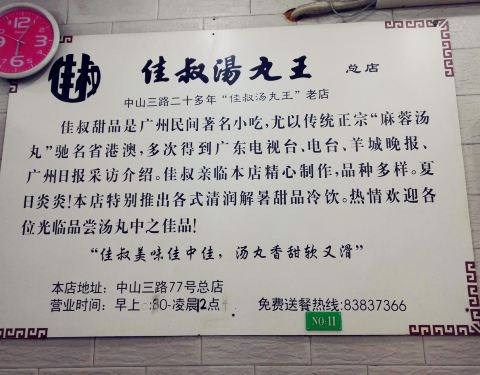 佳叔
佳叔湯丸王 总店
中山三路二十多年“佳叔汤丸王”老店
佳叔甜品是广州民间著名小吃,尤以传统正宗“麻蓉汤
丸”驰名省港澳,多次得到广东电视台、电台、羊城晚报、
广州日报采访介绍。佳叔亲临本店精心制作,品种多样。夏
日炎炎!本店特别推出各式清润解暑甜品冷饮。热情欢迎各
位光临品尝汤丸中之佳品!
“佳叔美味佳中佳,汤丸香甜软又滑”
本店地址:中山三路77号总店
营业时间:早上 :30-凌晨12点
免费送餐热线:83837366
NO:11